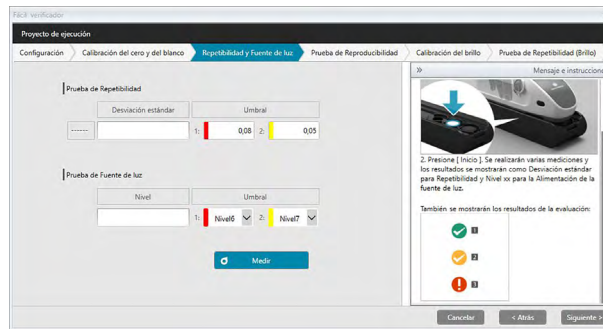 Fácil verificador
Proyecto de ejecución
Configuración
Calibración del cero y del blanco
Repetibilidad y Fuente de luz
Prueba de Reproducibilidad
Calibración del brillo
Prueba de Repetibilidad (Brillo)
Prueba de Repetibilidad
Desviación estándar
Umbral
------
1:
0,08
2:
0,05
Prueba de Fuente de luz
Nivel
Umbral
1:
Nivel6
2:
Nivel7
Medir
»
Mensaje e instruccione
2. Presione [ Inicio ]. Se realizarán varias mediciones y
los resultados se mostrarán como Desviación estándar
para Repetibilidad y Nivel xx para la Alimentación de la
fuente de luz.
También se mostrarán los resultados de la evaluación:
1
2
3
Cancelar
< Atrás
Siguiente >